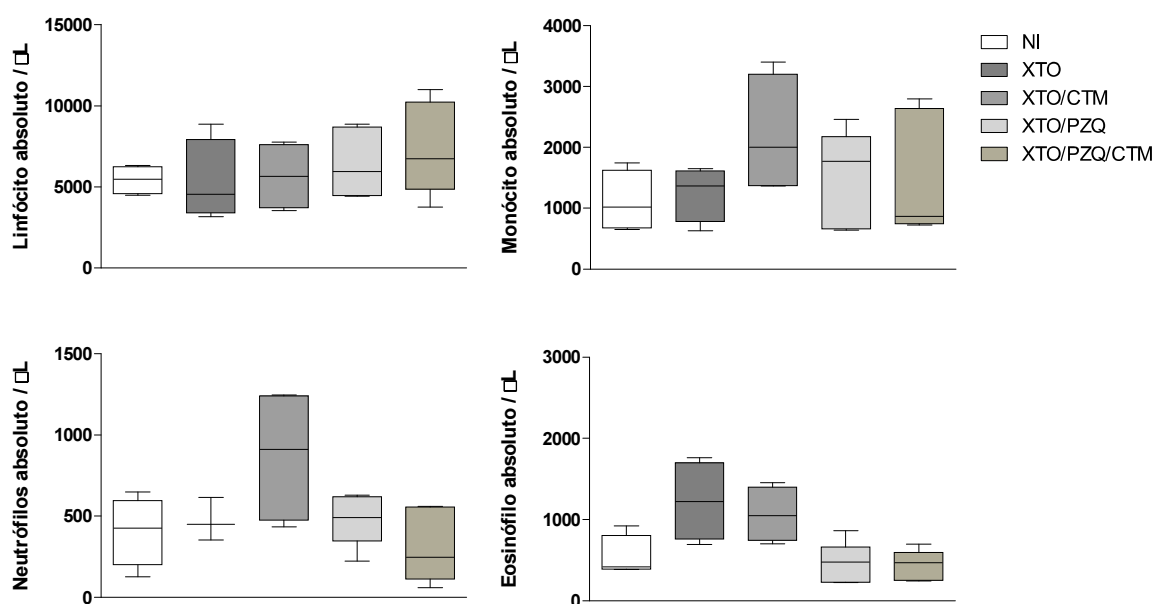 Linfócito absoluto / □L
15000
10000
5000
0
Monócito absoluto / □L
4000
3000
2000
1000
0
NI
XTO
XTO/CTM
XTO/PZQ
XTO/PZQ/CTM
Neutrófilos absoluto / □L
1500
1000
500
0
Eosinófilo absoluto / □L
3000
2000
1000
0